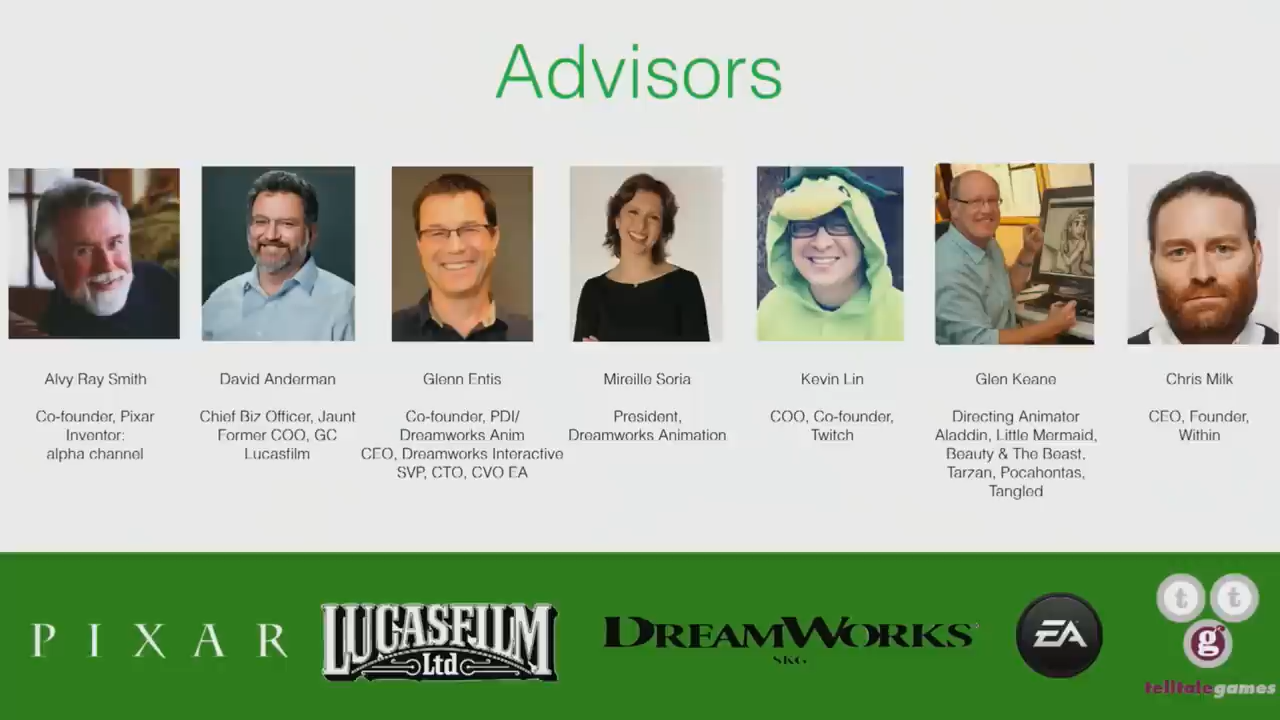 Advisors
Alvy Ray Smith
Co-founder, Pixar
Inventor:
alpha channel
David Anderman
Chief Biz Officer, Jaunt
Former COO, GC
Lucasfilm
Glenn Entis
Co-founder, PDI/
Dreamworks Anim
CEO, Dreamworks Interactive
SVP, CTO, CVO EA
Mireille Soria
President,
Dreamworks Animation
Kevin Lin
COO, Co-founder,
Twitch
Glen Keane
Directing Animator
Aladdin, Little Mermaid,
Beauty & The Beast,
Tarzan, Pocahontas,
Tangled
Chris Milk
CEO, Founder,
Within
PIXAR
LUCASFILM
Ltd
DREAMWORKS
SKG
EA
t t
g
telltalegames